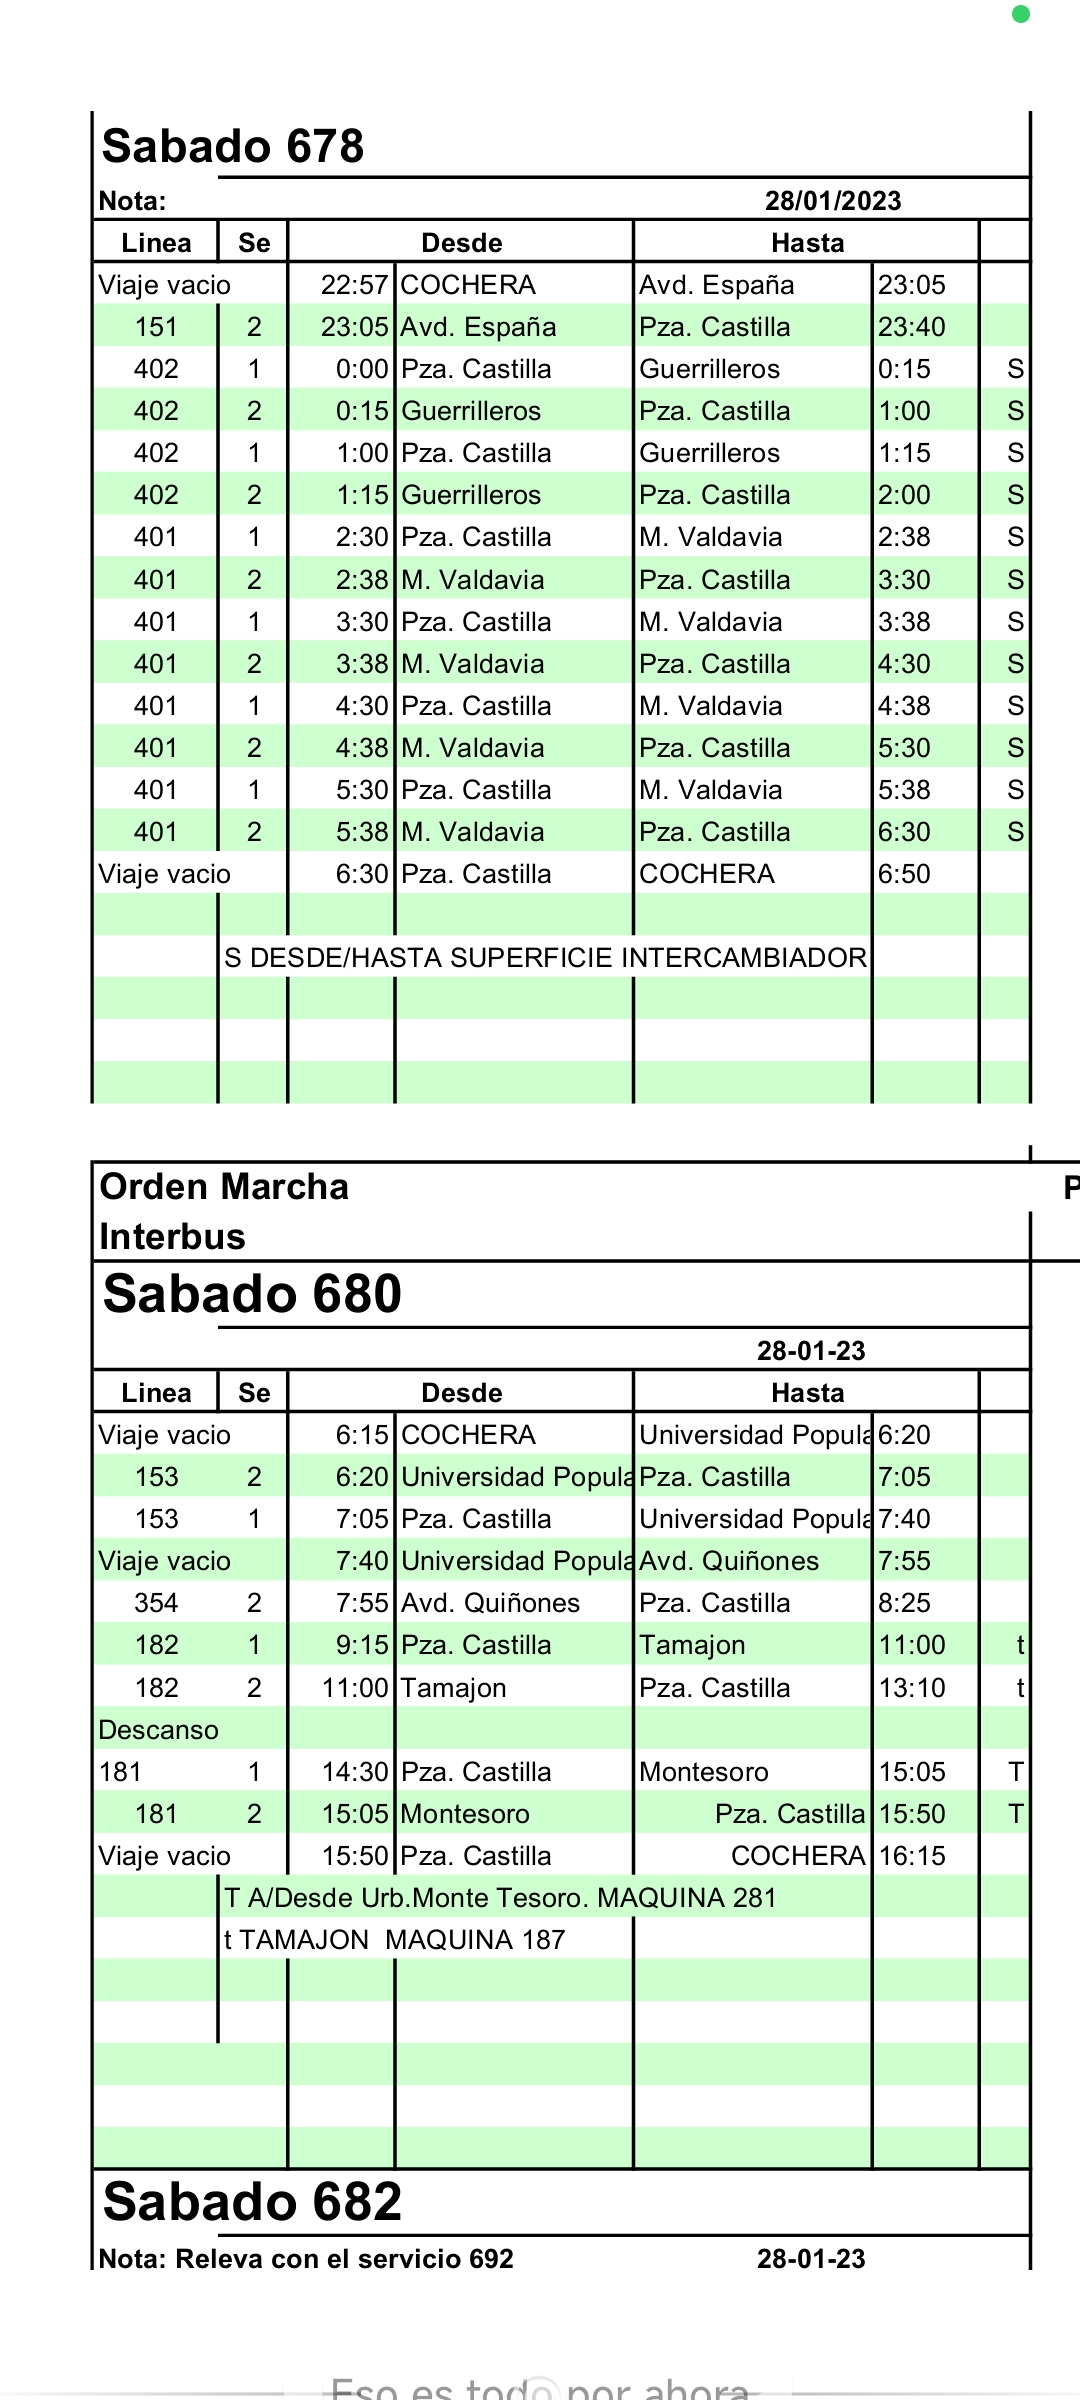 Sabado 678
Nota: 28/01/2023
Linea Se Desde Hasta
Viaje vacio 22:57 COCHERA Avd. España 23:05
151 2 23:05 Avd. España Pza. Castilla 23:40
402 1 0:00 Pza. Castilla Guerrilleros 0:15 S
402 2 0:15 Guerrilleros Pza. Castilla 1:00 S
402 1 1:00 Pza. Castilla Guerrilleros 1:15 S
402 2 1:15 Guerrilleros Pza. Castilla 2:00 S
401 1 2:30 Pza. Castilla M. Valdavia 2:38 S
401 2 2:38 M. Valdavia Pza. Castilla 3:30 S
401 1 3:30 Pza. Castilla M. Valdavia 3:38 S
401 2 3:38 M. Valdavia Pza. Castilla 4:30 S
401 1 4:30 Pza. Castilla M. Valdavia 4:38 S
401 2 4:38 M. Valdavia Pza. Castilla 5:30 S
401 1 5:30 Pza. Castilla M. Valdavia 5:38 S
401 2 5:38 M. Valdavia Pza. Castilla 6:30 S
Viaje vacio 6:30 Pza. Castilla COCHERA 6:50
S DESDE/HASTA SUPERFICIE INTERCAMBIADOR
Orden Marcha P
Interbus
Sabado 680
28-01-23
Linea Se Desde Hasta
Viaje vacio 6:15 COCHERA Universidad Popula 6:20
153 2 6:20 Universidad Popula Pza. Castilla 7:05
153 1 7:05 Pza. Castilla Universidad Popula 7:40
Viaje vacio 7:40 Universidad Popula Avd. Quiñones 7:55
354 2 7:55 Avd. Quiñones Pza. Castilla 8:25
182 1 9:15 Pza. Castilla Tamajon 11:00 t
182 2 11:00 Tamajon Pza. Castilla 13:10 t
Descanso
181 1 14:30 Pza. Castilla Montesoro 15:05 T
181 2 15:05 Montesoro Pza. Castilla 15:50 T
Viaje vacio 15:50 Pza. Castilla COCHERA 16:15
T A/Desde Urb.Monte Tesoro. MAQUINA 281
t TAMAJON MAQUINA 187
Sabado 682
Nota: Releva con el servicio 692 28-01-23
Eso es todo por ahora